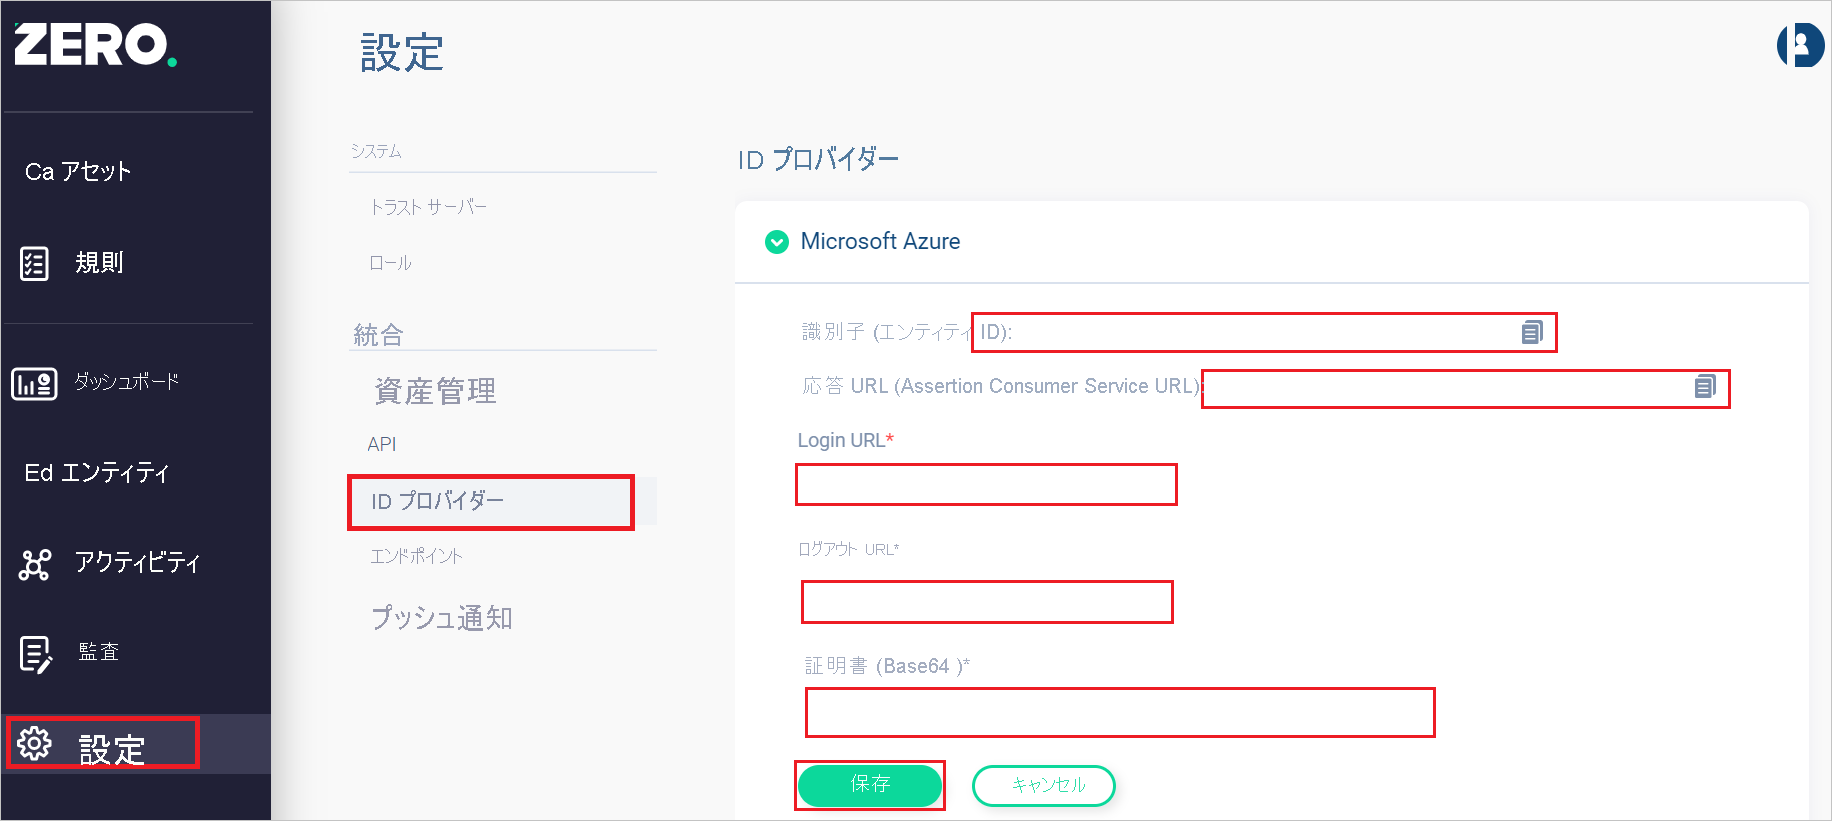 ZERO.
Ca アセット
規則
ダッシュボード
Ed エンティティ
アクティビティ
監査
設定
設定
システム
トラスト サーバー
ロール
統合
資産管理
API
ID プロバイダー
エンドポイント
プッシュ通知
ID プロバイダー
Microsoft Azure
識別子 (エンティティ ID):
応答 URL (Assertion Consumer Service URL):
Login URL*
ログアウト URL*
証明書 (Base64 )*
保存
キャンセル